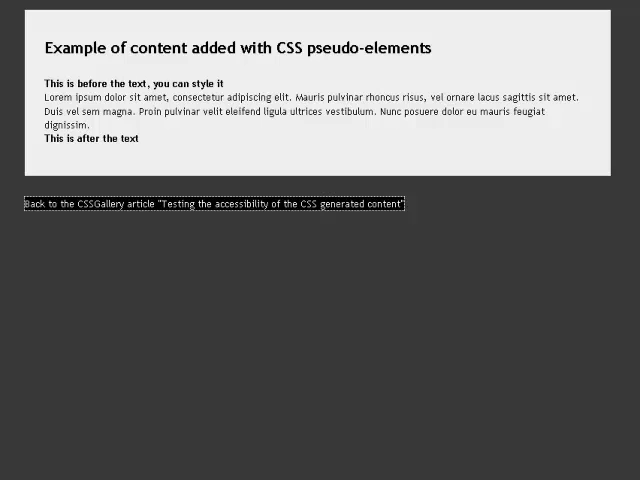 Example of content added with CSS pseudo-elements
This is before the text, you can style it
Lorem ipsum dolor sit amet, consectetur adipiscing elit. Mauris pulvinar rhoncus risus, vel ornare lacus sagittis sit amet.
Duis vel sem magna. Proin pulvinar velit eleifend ligula ultrices vestibulum. Nunc posuere dolor eu mauris feugiat
dignissim.
This is after the text
Back to the CSSGallery article "Testing the accessibility of the CSS generated content"